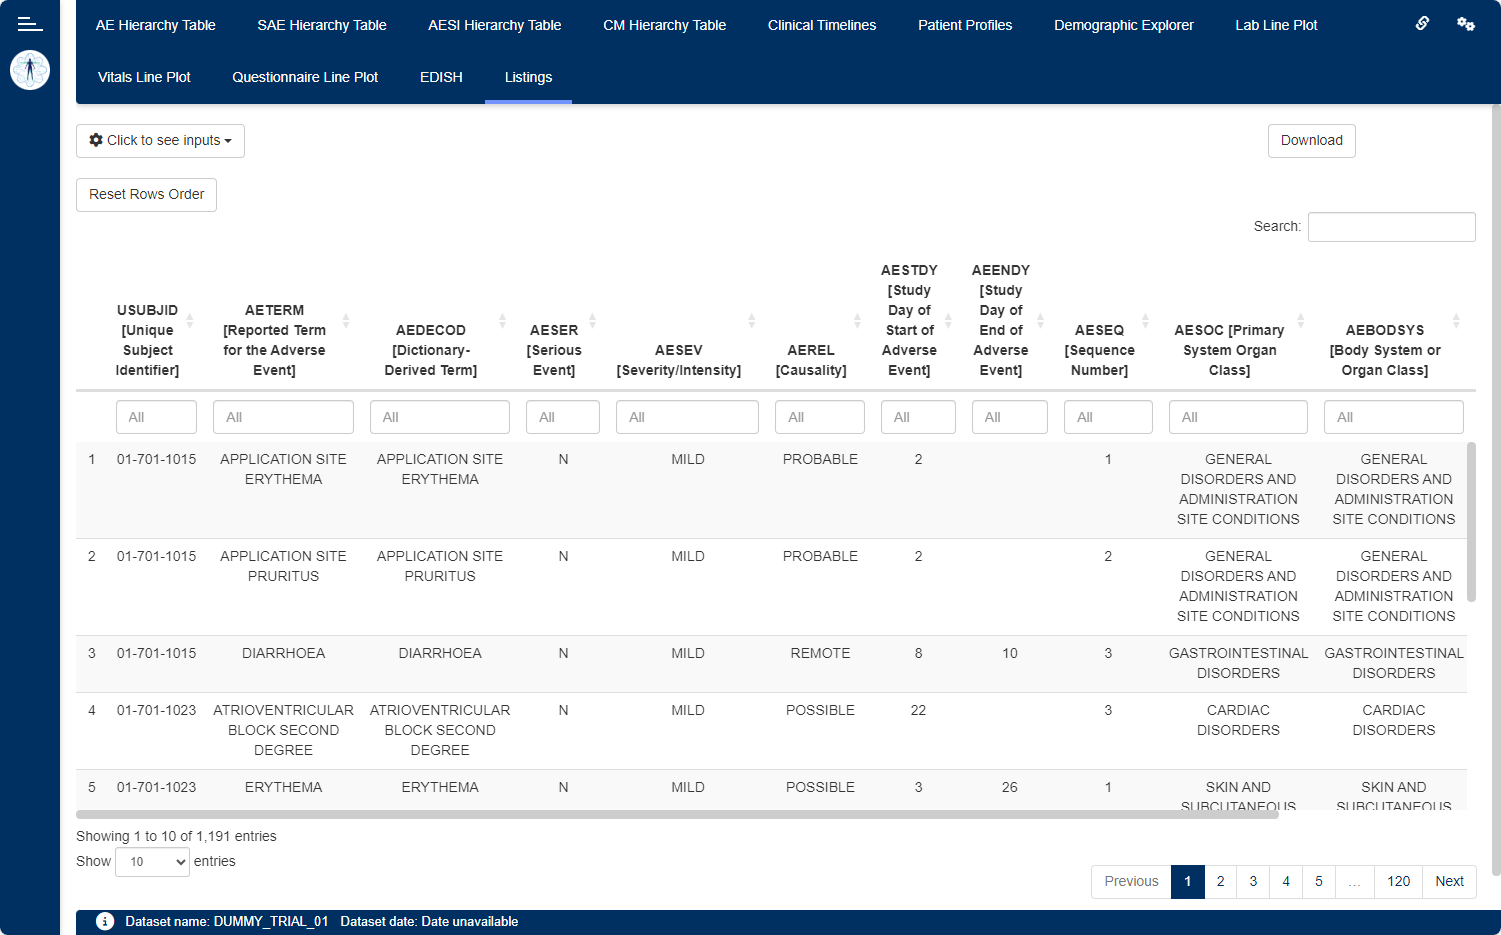 AE Hierarchy Table SAE Hierarchy Table AESI Hierarchy Table CM Hierarchy Table Clinical Timelines Patient Profiles Demographic Explorer Lab Line Plot
Vitals Line Plot Questionnaire Line Plot EDISH Listings
Click to see inputs Download
Reset Rows Order
Search:
USUBJID [Unique Subject Identifier] AETERM [Reported Term for the Adverse Event] AEDECOD [Dictionary-Derived Term] AESER [Serious Event] AESEV [Severity/Intensity] AEREL [Causality] AESTDY [Study Day of Start of Adverse Event] AEENDY [Study Day of End of Adverse Event] AESEQ [Sequence Number] AESOC [Primary System Organ Class] AEBODSYS [Body System or Organ Class]
All All All All All All All All All All All
1 01-701-1015 APPLICATION SITE ERYTHEMA APPLICATION SITE ERYTHEMA N MILD PROBABLE 2 1 GENERAL DISORDERS AND ADMINISTRATION SITE CONDITIONS GENERAL DISORDERS AND ADMINISTRATION SITE CONDITIONS
2 01-701-1015 APPLICATION SITE PRURITUS APPLICATION SITE PRURITUS N MILD PROBABLE 2 2 GENERAL DISORDERS AND ADMINISTRATION SITE CONDITIONS GENERAL DISORDERS AND ADMINISTRATION SITE CONDITIONS
3 01-701-1015 DIARRHOEA DIARRHOEA N MILD REMOTE 8 10 3 GASTROINTESTINAL DISORDERS GASTROINTESTINAL DISORDERS
4 01-701-1023 ATRIOVENTRICULAR BLOCK SECOND DEGREE ATRIOVENTRICULAR BLOCK SECOND DEGREE N MILD POSSIBLE 22 3 CARDIAC DISORDERS CARDIAC DISORDERS
5 01-701-1023 ERYTHEMA ERYTHEMA N MILD POSSIBLE 3 26 1 SKIN AND SUBCUTANEOUS SKIN AND SUBCUTANEOUS
Showing 1 to 10 of 1,191 entries
Show 10 entries
Previous 1 2 3 4 5 … 120 Next
Dataset name: DUMMY_TRIAL_01 Dataset date: Date unavailable